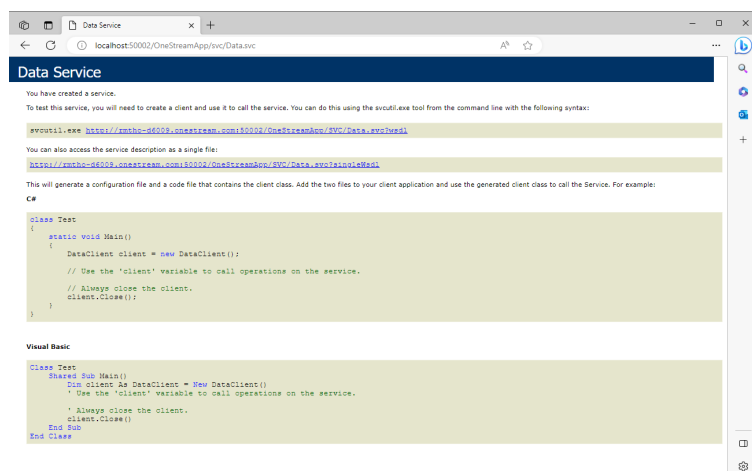 Data Service
localhost:50002/OneStreamApp/svc/Data.svc
Data Service
You have created a service.
To test this service, you will need to create a client and use it to call the service. You can do this using the svcutil.exe tool from the command line with the following syntax:
svcutil.exe http://rmtho-d6009.onestream.com:50002/OneStreamApp/SVC/Data.svc?wsdl
You can also access the service description as a single file:
http://rmtho-d6009.onestream.com:50002/OneStreamApp/SVC/Data.svc?singleWsdl
This will generate a configuration file and a code file that contains the client class. Add the two files to your client application and use the generated client class to call the Service. For example:
C#
class Test
{
static void Main()
{
DataClient client = new DataClient();
// Use the 'client' variable to call operations on the service.
// Always close the client.
client.Close();
}
}
Visual Basic
Class Test
Shared Sub Main()
Dim client As DataClient = New DataClient()
' Use the 'client' variable to call operations on the service.
' Always close the client.
client.Close()
End Sub
End Class